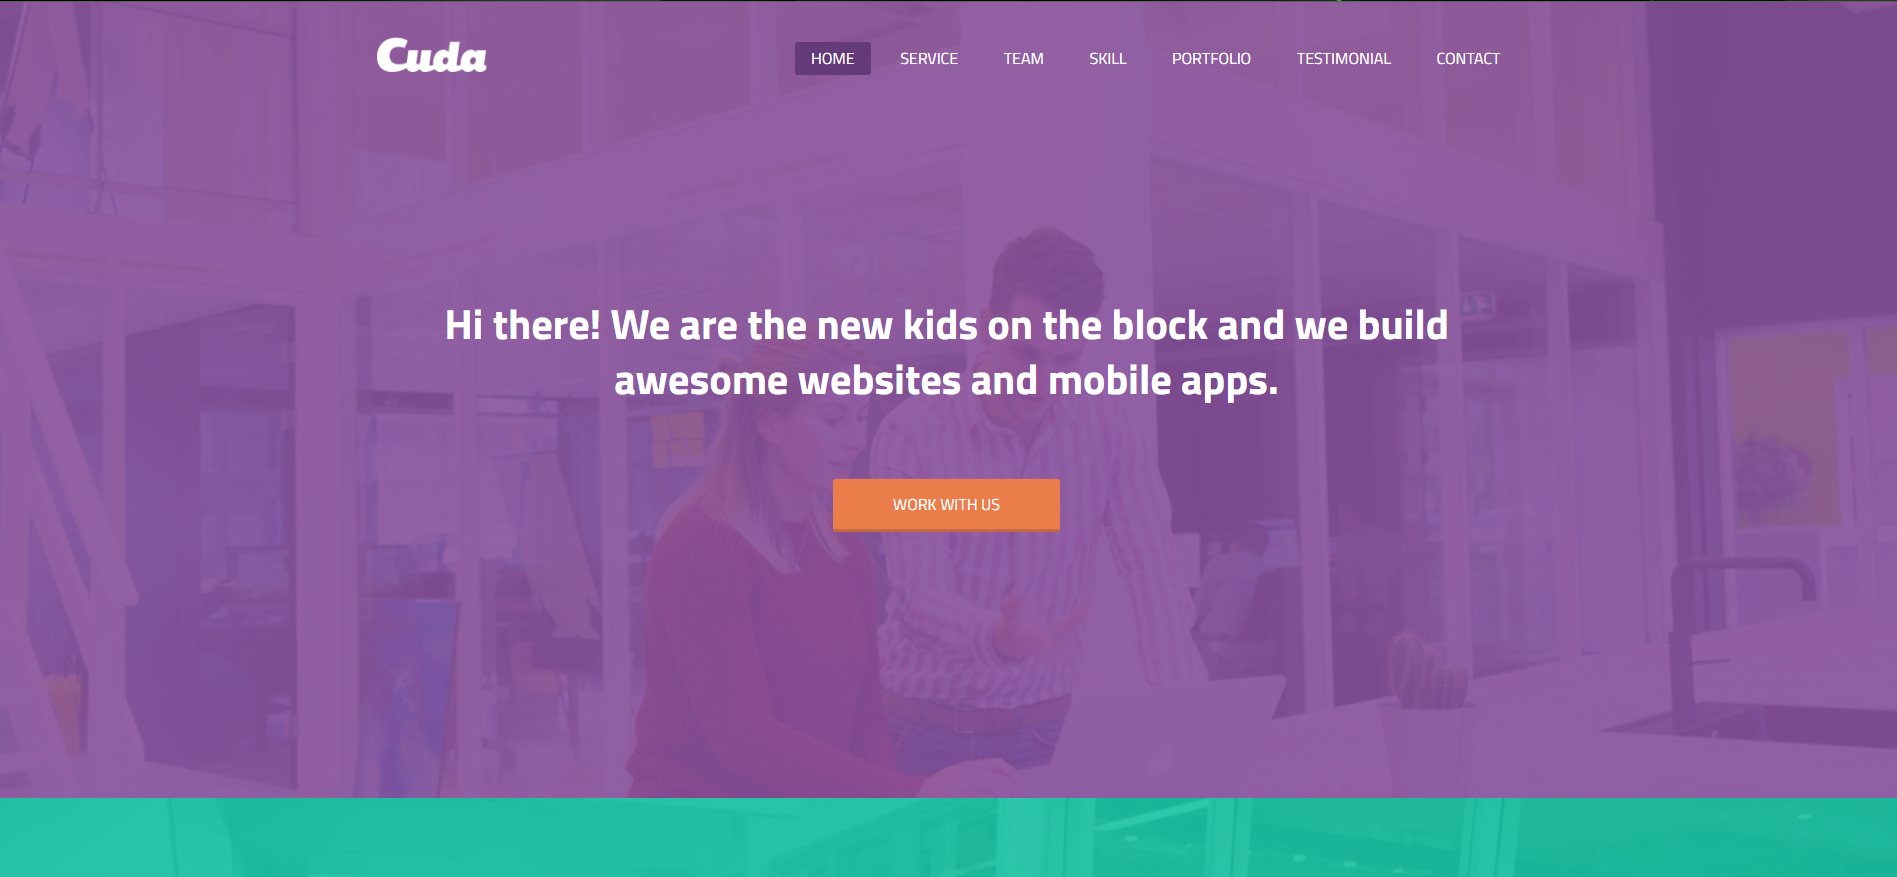 Cuda
HOME SERVICE TEAM SKILL PORTFOLIO TESTIMONIAL CONTACT
Hi there! We are the new kids on the block and we build
awesome websites and mobile apps.
WORK WITH US